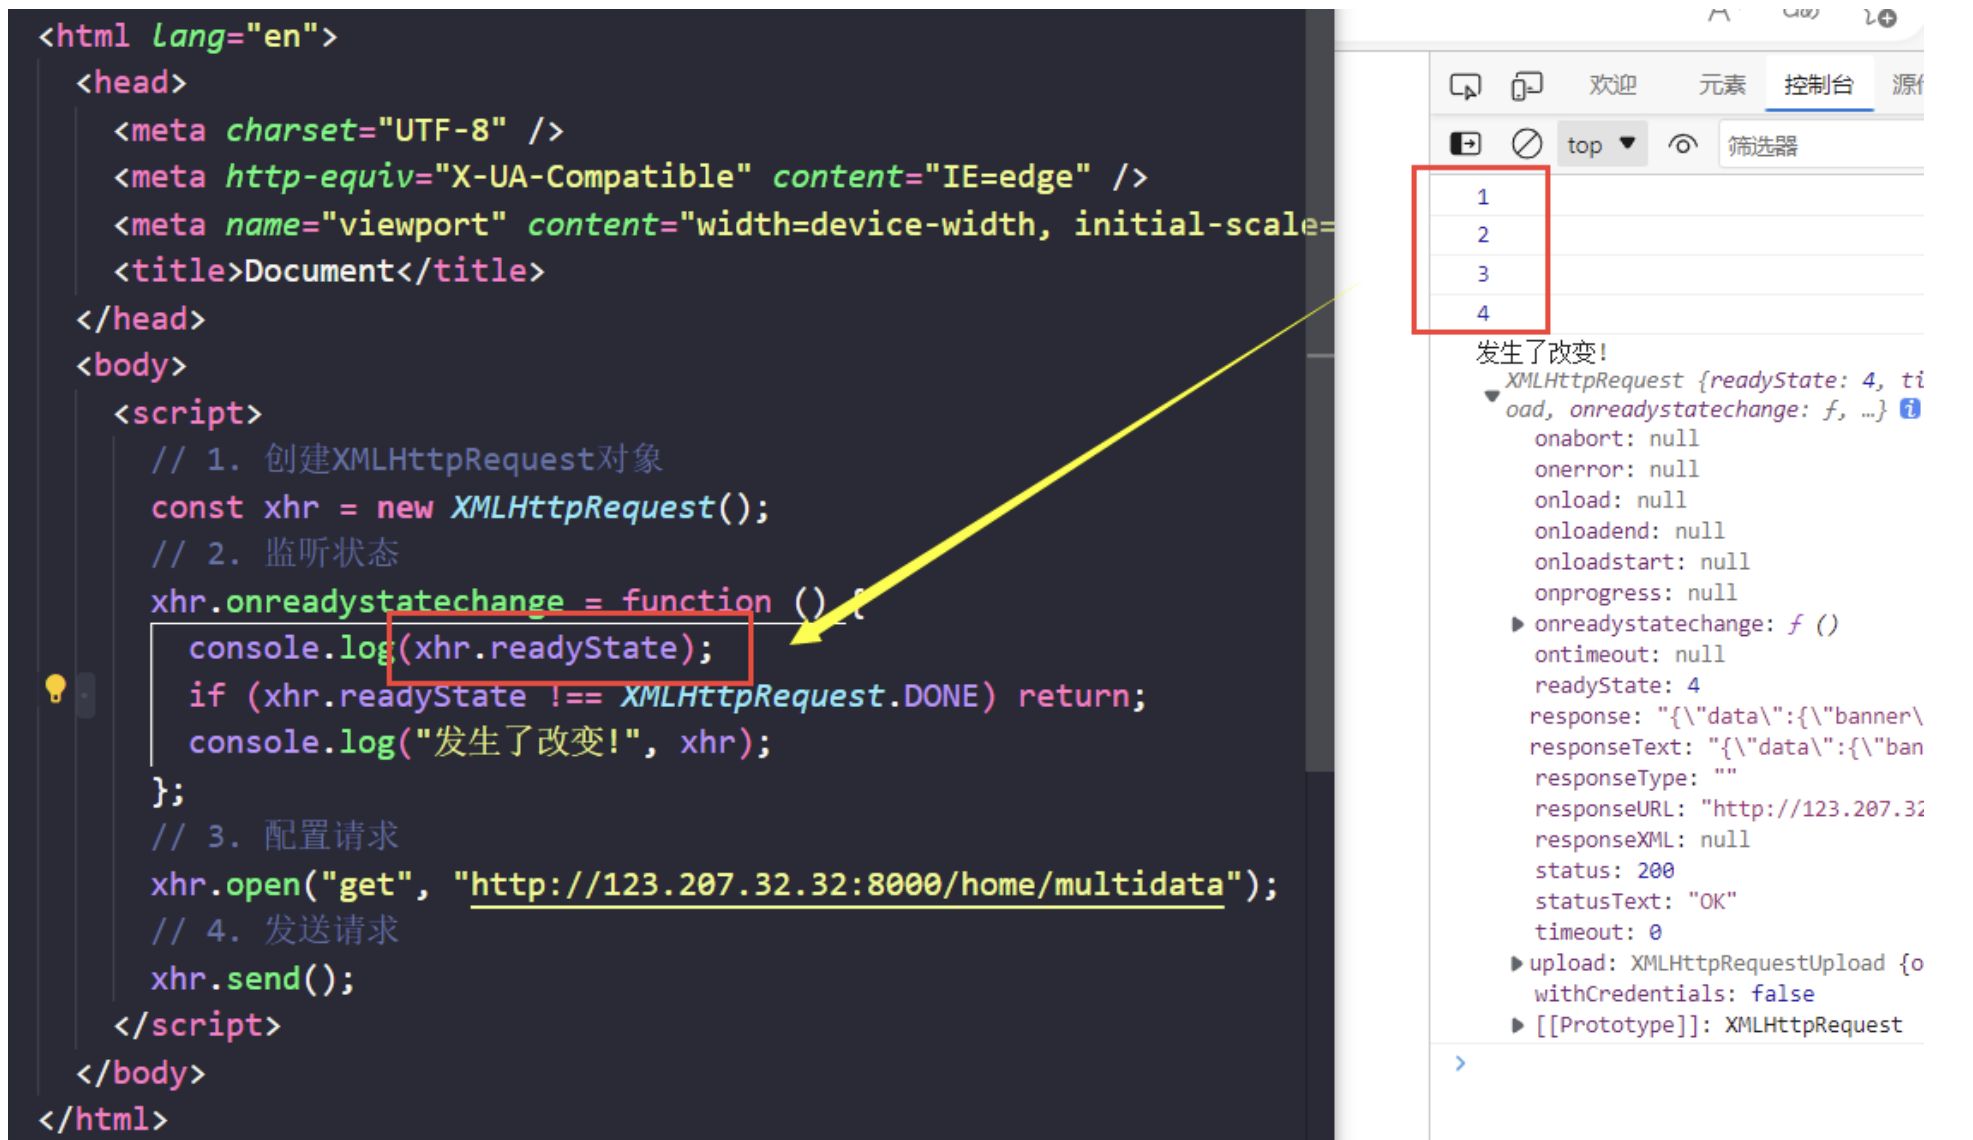 <html lang="en">
<head>
<meta charset="UTF-8" />
<meta http-equiv="X-UA-Compatible" content="IE=edge" />
<meta name="viewport" content="width=device-width, initial-scale=
<title>Document</title>
</head>
<body>
<script>
// 1. 创建XMLHttpRequest对象
const xhr = new XMLHttpRequest();
// 2. 监听状态
xhr.onreadystatechange = function () {
console.log(xhr.readyState);
if (xhr.readyState !== XMLHttpRequest.DONE) return;
console.log("发生了改变!", xhr);
};
// 3. 配置请求
xhr.open("get", "http://123.207.32.32:8000/home/multidata");
// 4. 发送请求
xhr.send();
</script>
</body>
</html>
欢迎 元素 控制台
top 筛选器
1
2
3
4
发生了改变!
XMLHttpRequest {readyState: 4, ti
oad, onreadystatechange: ƒ, …}
onabort: null
onerror: null
onload: null
onloadend: null
onloadstart: null
onprogress: null
onreadystatechange: ƒ ()
ontimeout: null
readyState: 4
response: "{\"data\":{\"banner\
responseText: "{\"data\":{\"ban
responseType: ""
responseURL: "http://123.207.32
responseXML: null
status: 200
statusText: "OK"
timeout: 0
upload: XMLHttpRequestUpload {o
withCredentials: false
[[Prototype]]: XMLHttpRequest